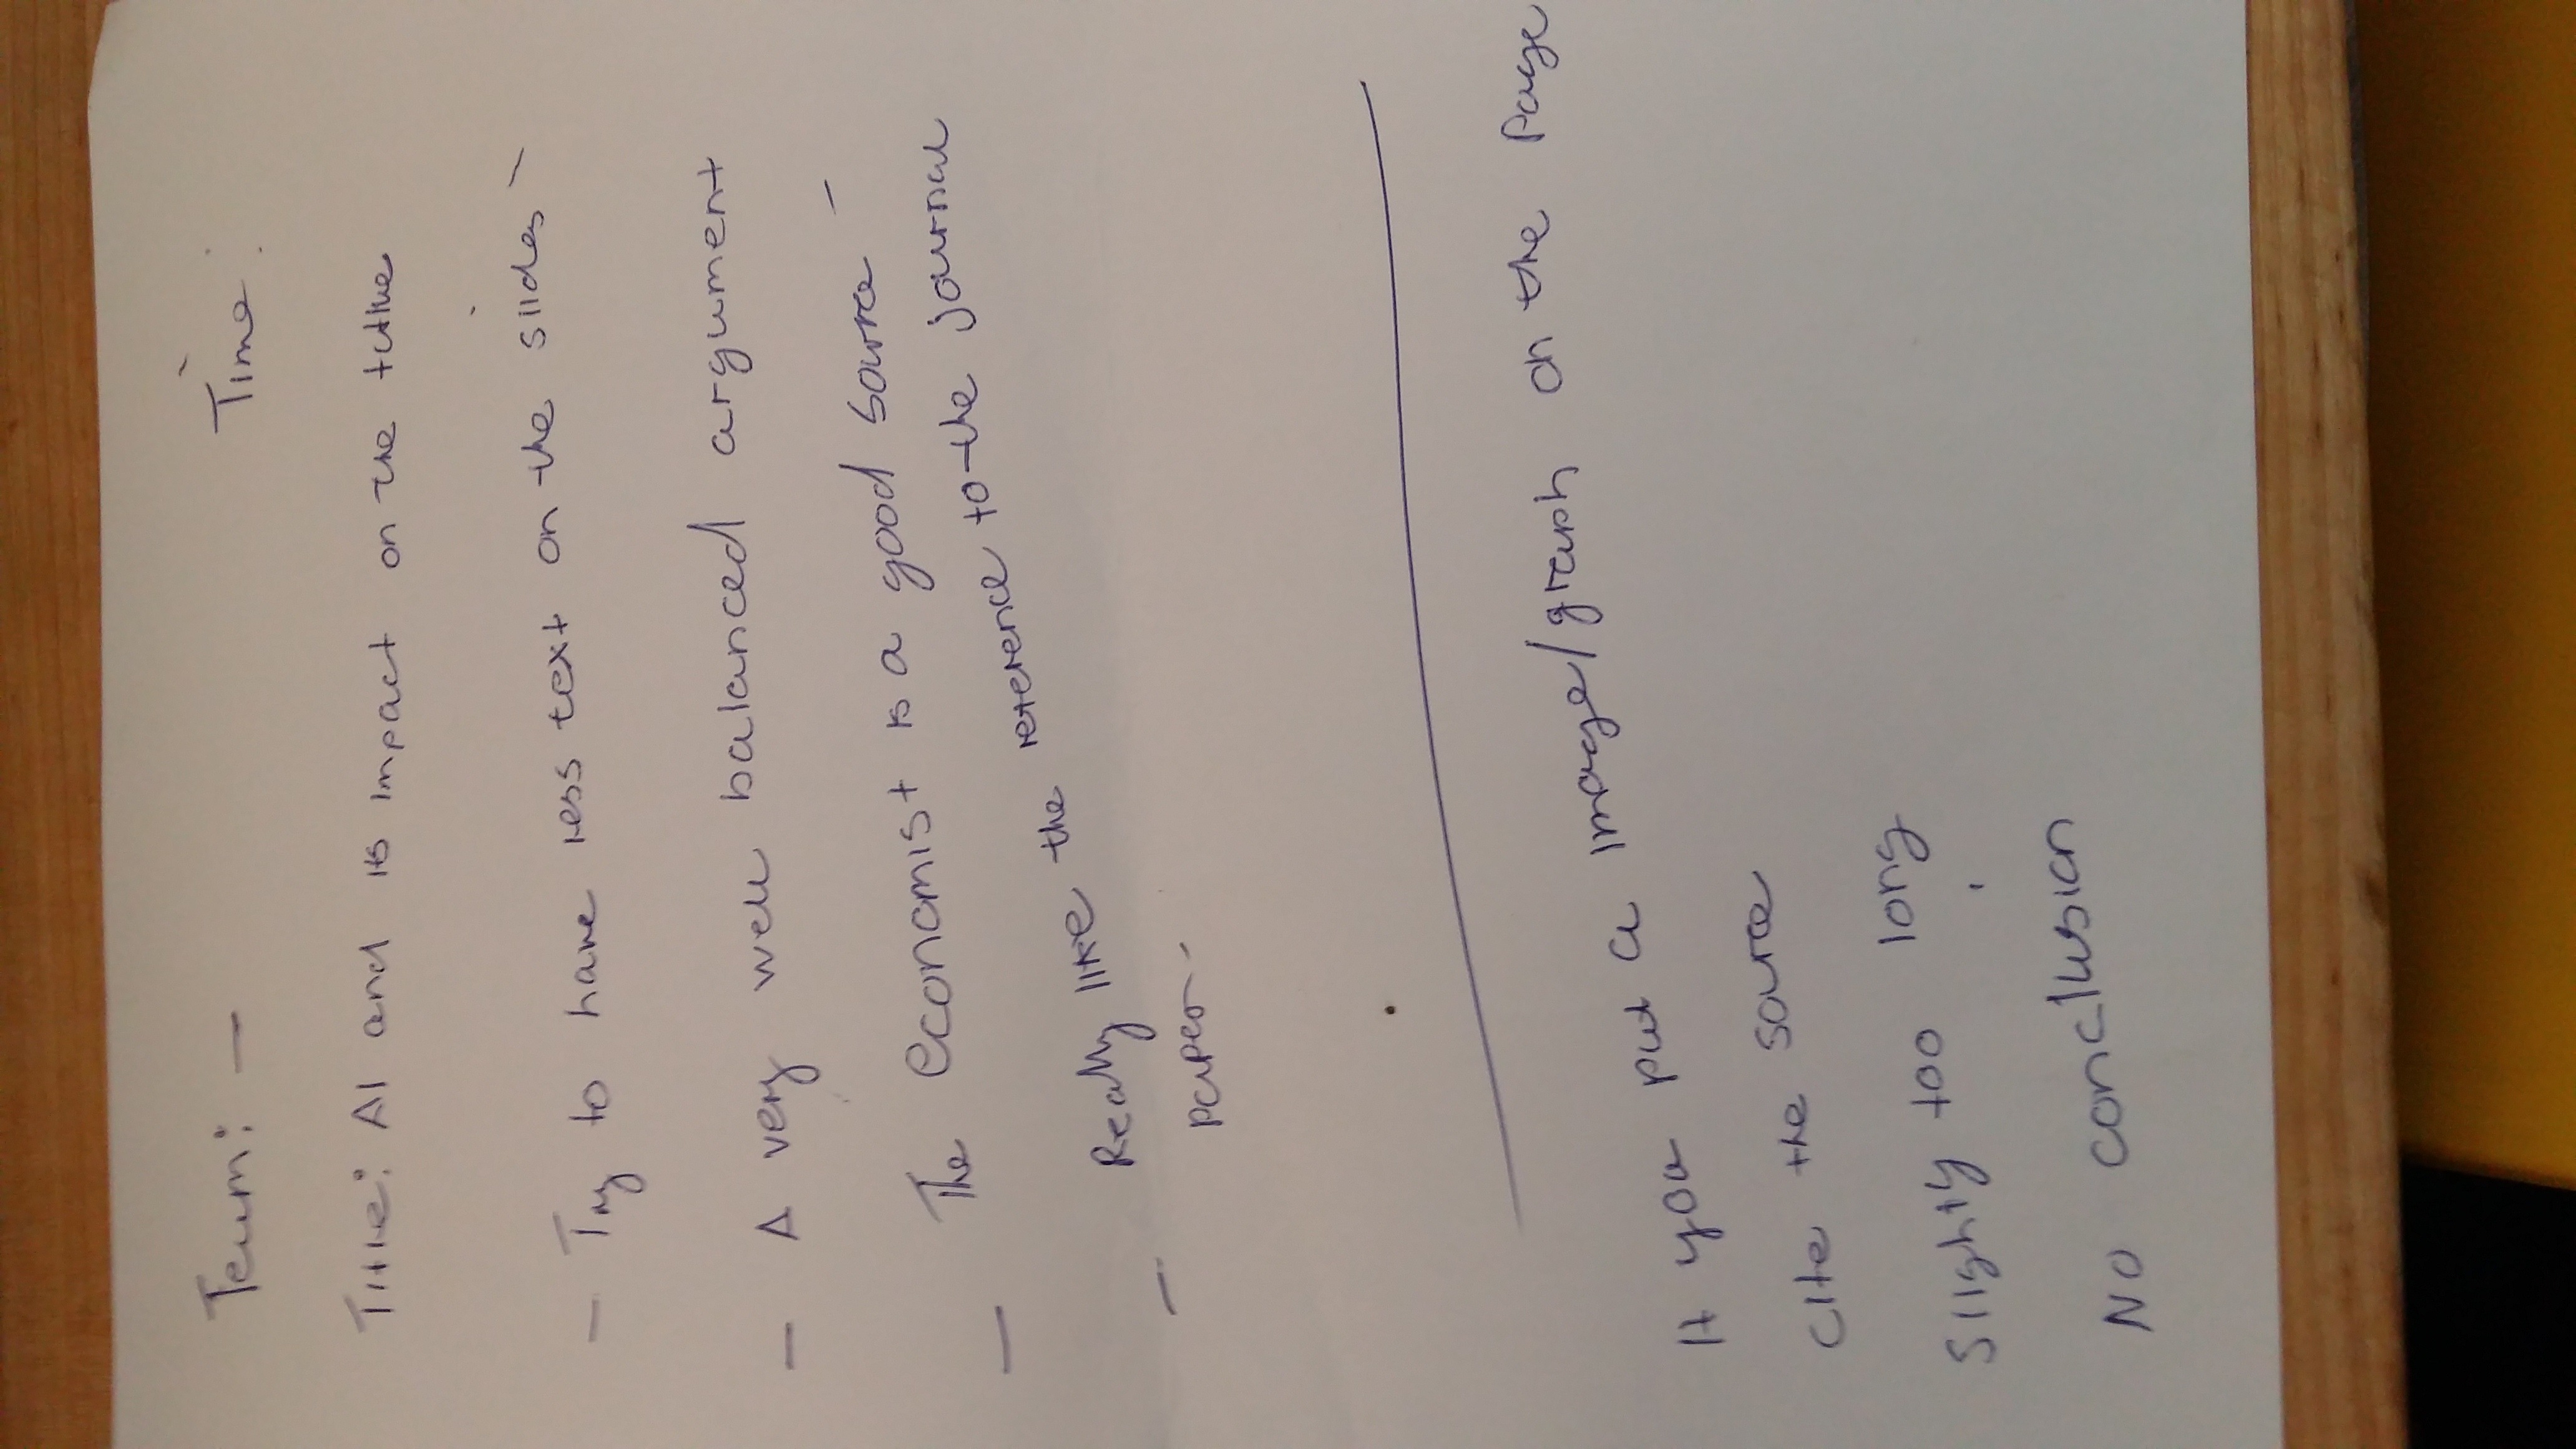 Team: — Time:
Title: AI and its impact on the future
— Try to have less text on the slides -
— A very well balanced argument
— The economist is a good source -
— Really like the reference to the journal
paper -
If you put a image/graph on the page
cite the source
Slightly too long
No conclusion